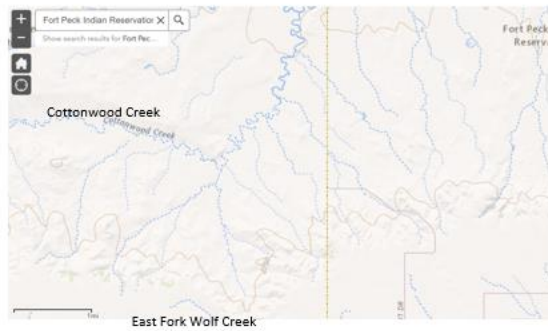 +
Fort Peck Indian Reservation X
−
Show search results for Fort Pec...
Fort Peck
Reserv
Cottonwood Creek
Cottonwood Creek
1mi
East Fork Wolf Creek